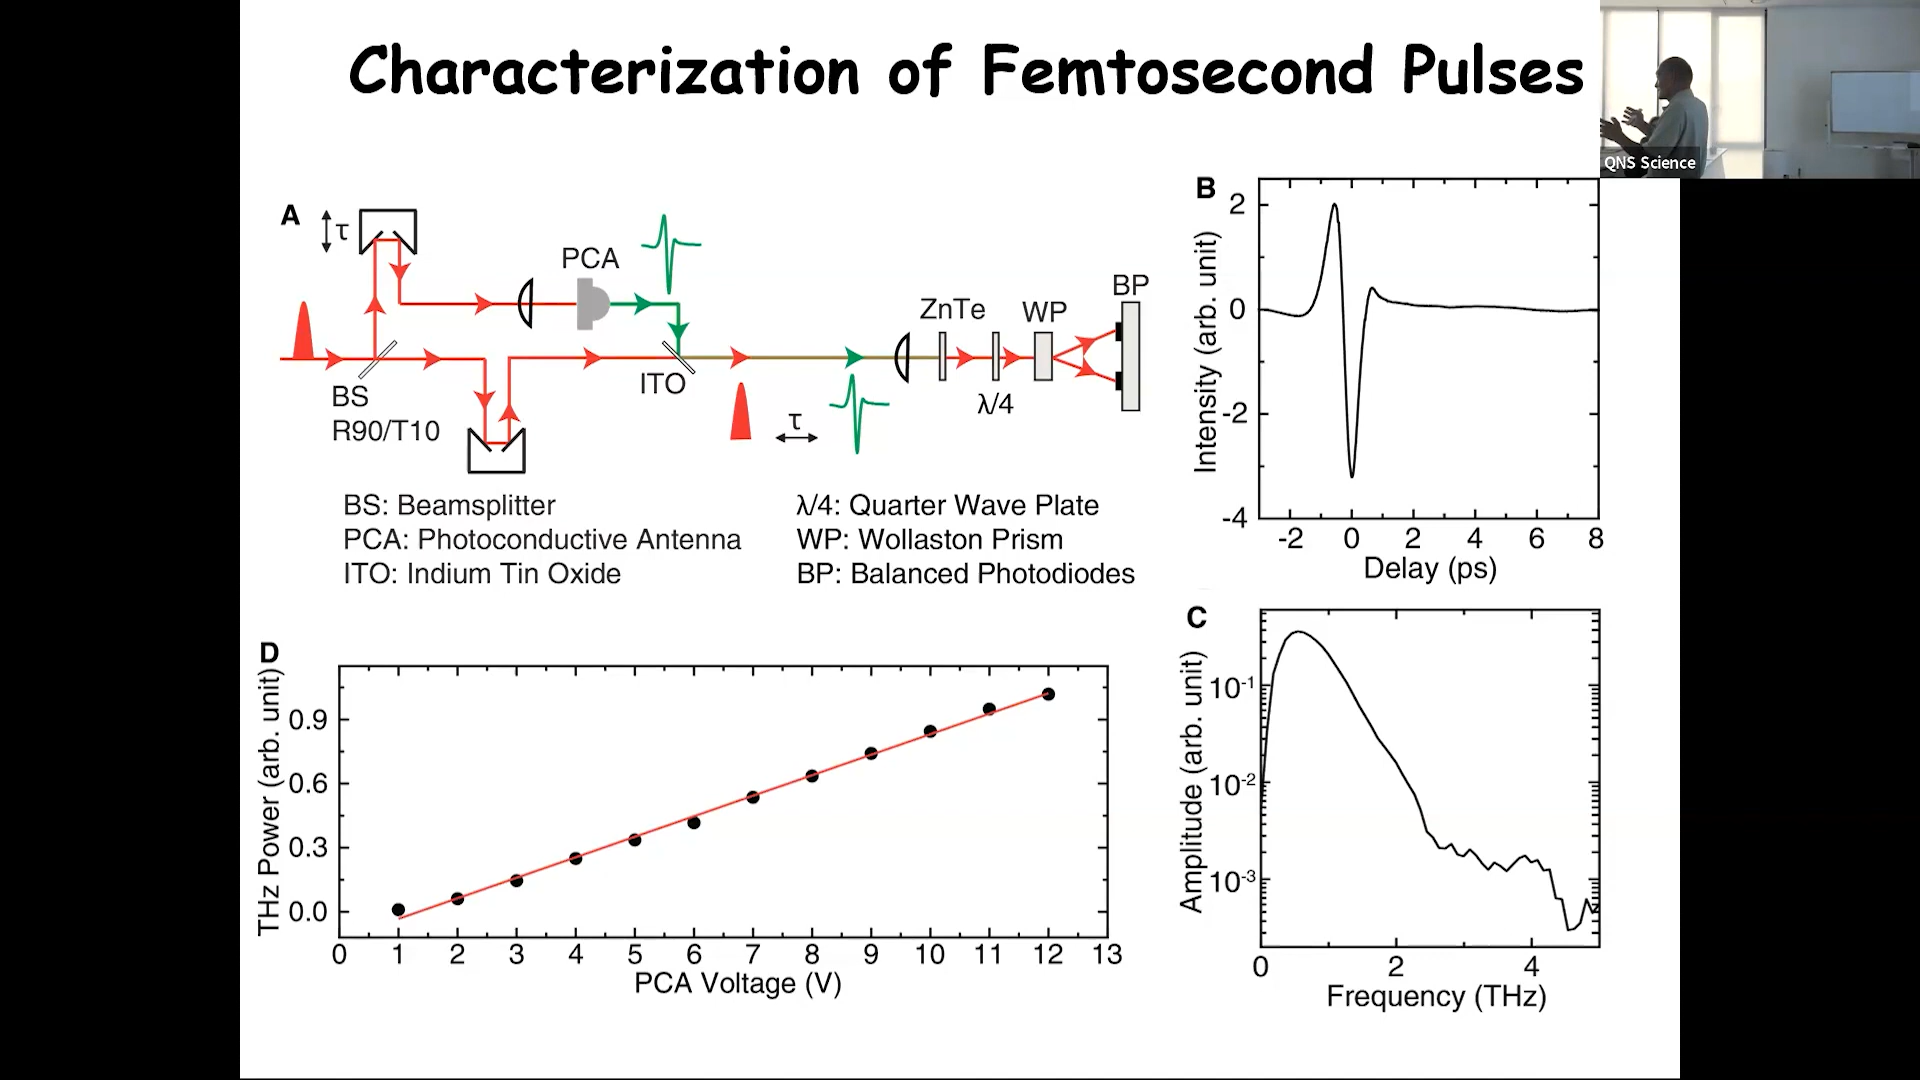 Characterization of Femtosecond Pulses
QNS Science
A
τ
PCA
BS
R90/T10
ITO
τ
ZnTe
WP
BP
λ/4
BS: Beamsplitter
PCA: Photoconductive Antenna
ITO: Indium Tin Oxide
λ/4: Quarter Wave Plate
WP: Wollaston Prism
BP: Balanced Photodiodes
B
Intensity (arb. unit)
2
0
-2
-4
-2 0 2 4 6 8
Delay (ps)
C
Amplitude (arb. unit)
10-1
10-2
10-3
0 2 4
Frequency (THz)
D
THz Power (arb. unit)
0.9
0.6
0.3
0.0
0 1 2 3 4 5 6 7 8 9 10 11 12 13
PCA Voltage (V)